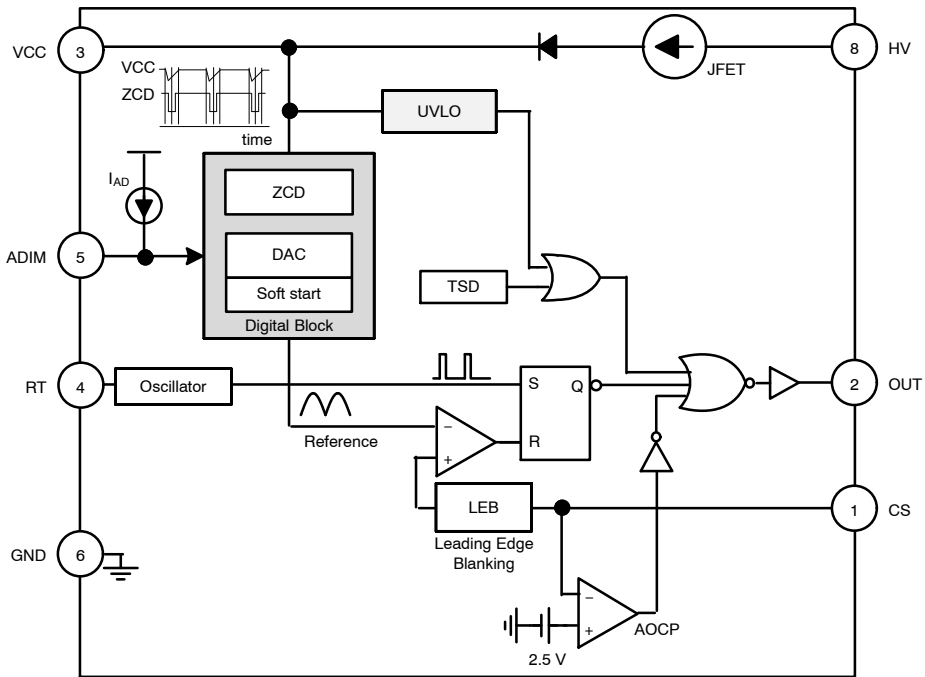 VCC
3
8
HV
JFET
VCC
ZCD
time
UVLO
I_AD
ZCD
ADIM
5
DAC
Soft start
Digital Block
TSD
RT
4
Oscillator
S
Q
2
OUT
Reference
−
+
R
LEB
1
CS
Leading Edge
Blanking
GND
6
−
+
AOCP
2.5 V